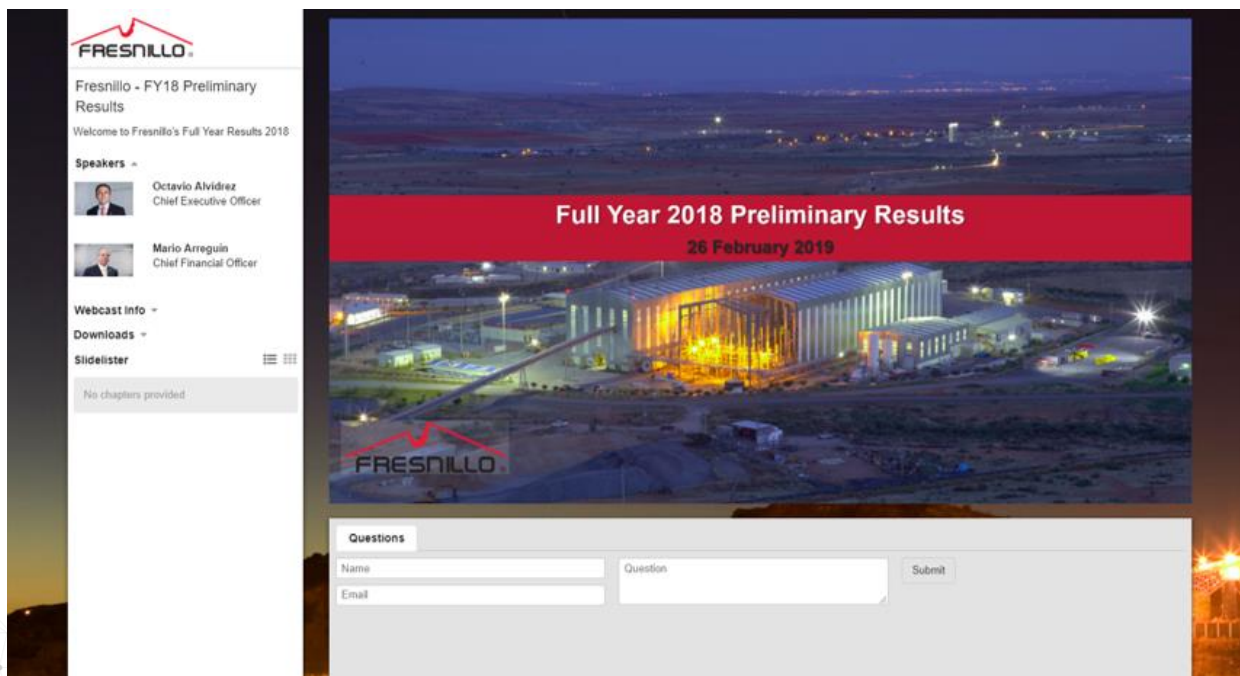 FRESNILLO
Fresnillo - FY18 Preliminary
Results
Welcome to Fresnillo's Full Year Results 2018
Speakers
Octavio Alvidrez
Chief Executive Officer
Mario Arreguin
Chief Financial Officer
Webcast Info
Downloads
Slidelister
No chapters provided
Full Year 2018 Preliminary Results
26 February 2019
FRESNILLO
Questions
Name
Email
Question
Submit